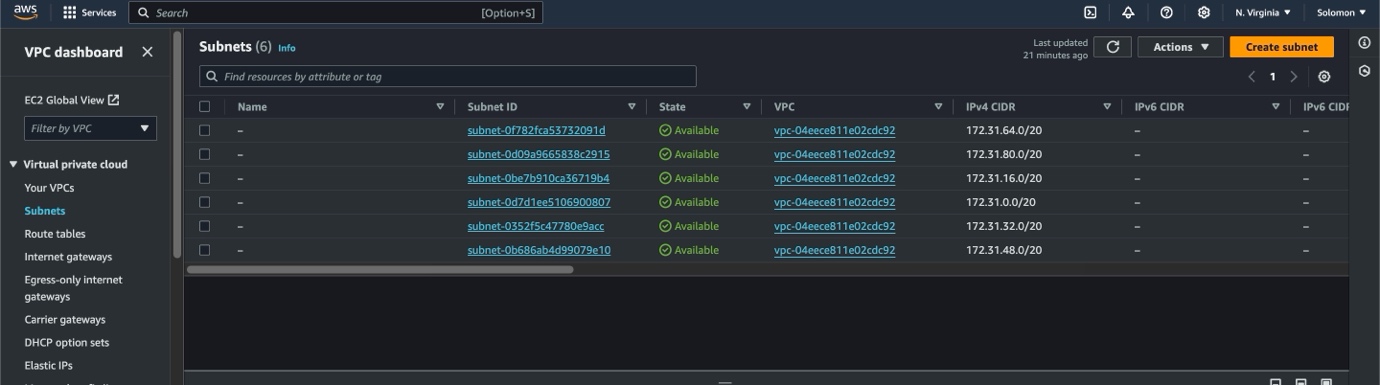 aws Services Search [Option+S] N. Virginia Solomon
VPC dashboard
EC2 Global View
Filter by VPC
Virtual private cloud
Your VPCs
Subnets
Route tables
Internet gateways
Egress-only internet
gateways
Carrier gateways
DHCP option sets
Elastic IPs
Subnets (6) Info
Last updated
21 minutes ago
Actions
Create subnet
Find resources by attribute or tag
1
Name Subnet ID State VPC IPv4 CIDR IPv6 CIDR IPv6 CIDR
– subnet-0f782fca53732091d Available vpc-04eece811e02cdc92 172.31.64.0/20 – –
– subnet-0d09a9665838c2915 Available vpc-04eece811e02cdc92 172.31.80.0/20 – –
– subnet-0be7b910ca36719b4 Available vpc-04eece811e02cdc92 172.31.16.0/20 – –
– subnet-0d7d1ee5106900807 Available vpc-04eece811e02cdc92 172.31.0.0/20 – –
– subnet-0352f5c47780e9acc Available vpc-04eece811e02cdc92 172.31.32.0/20 – –
– subnet-0b686ab4d99079e10 Available vpc-04eece811e02cdc92 172.31.48.0/20 – –